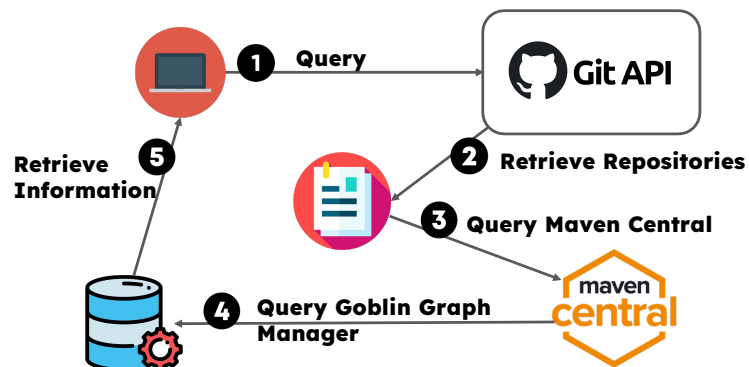 1 Query
Git API
2 Retrieve Repositories
5
Retrieve
Information
3 Query Maven Central
maven
central
4 Query Goblin Graph
Manager